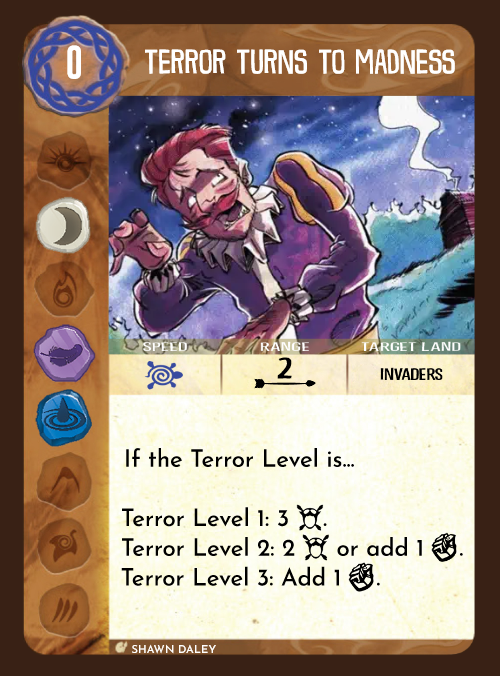 0
TERROR TURNS TO MADNESS
SPEED RANGE TARGET LAND
2 INVADERS
If the Terror Level is...
Terror Level 1: 3 .
Terror Level 2: 2 or add 1 .
Terror Level 3: Add 1 .
SHAWN DALEY